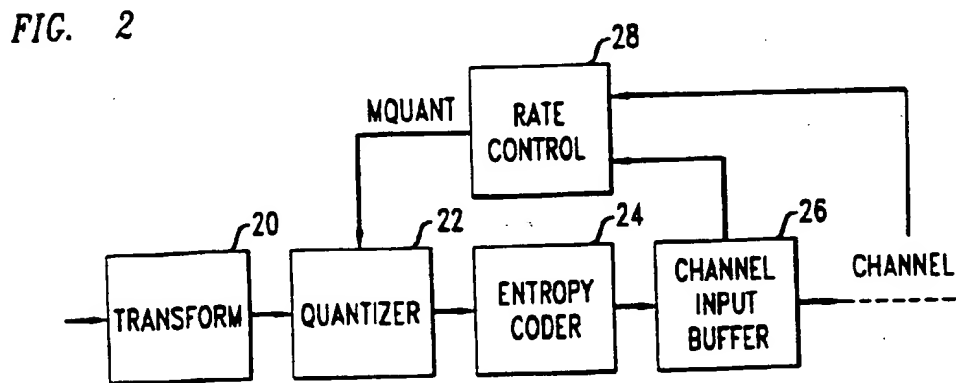 FIG. 2
28
RATE
CONTROL
MQUANT
20
22
24
26
TRANSFORM
QUANTIZER
ENTROPY
CODER
CHANNEL
INPUT
BUFFER
CHANNEL